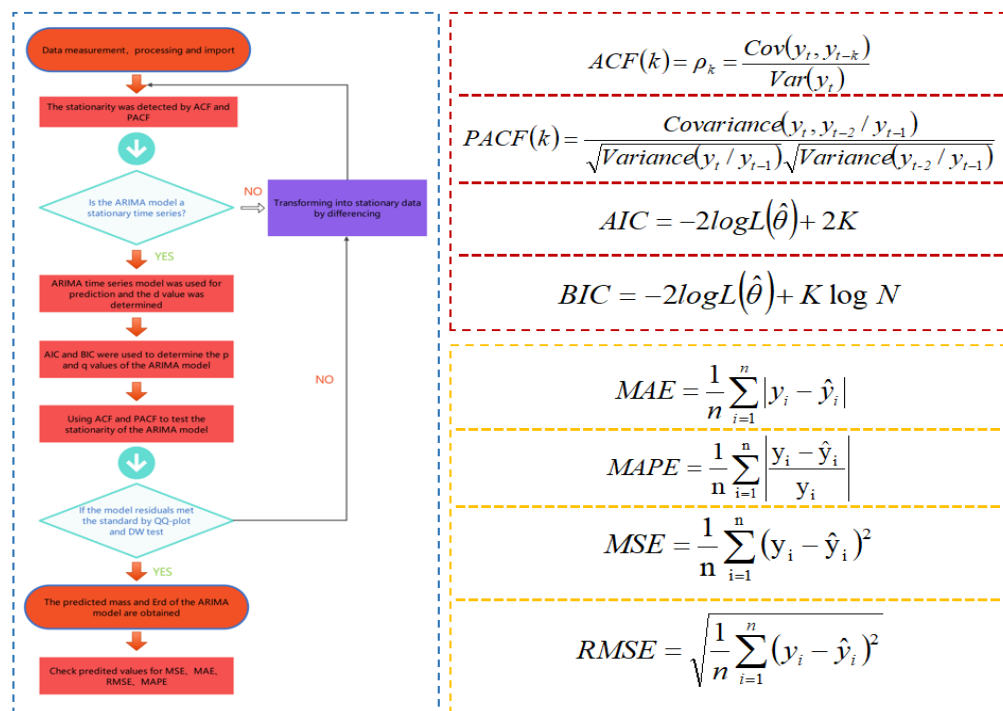 Data measurement、processing and import
The stationarity was detected by ACF and
PACF
Is the ARIMA model a
stationary time series?
NO
Transforming into stationary data
by differencing
YES
ARIMA time series model was used for
prediction and the d value was
determined
AIC and BIC were used to determine the p
and q values of the ARIMA model
NO
Using ACF and PACF to test the
stationarity of the ARIMA model
If the model residuals met
the standard by QQ-plot
and DW test
YES
The predicted mass and Erd of the ARIMA
model are obtained
Check predited values for MSE、MAE、
RMSE、MAPE
ACF(k) = ρ_k = Cov(y_t, y_{t-k}) / Var(y_t)
PACF(k) = Covariance(y_t, y_{t-2} / y_{t-1}) / √Variance(y_t / y_{t-1}) √Variance(y_{t-2} / y_{t-1})
AIC = −2logL(θ̂) + 2K
BIC = −2logL(θ̂) + K log N
MAE = 1/n ∑_{i=1}^{n} |y_i − ŷ_i|
MAPE = 1/n ∑_{i=1}^{n} |(y_i − ŷ_i) / y_i|
MSE = 1/n ∑_{i=1}^{n} (y_i − ŷ_i)²
RMSE = √(1/n ∑_{i=1}^{n} (y_i − ŷ_i)²)